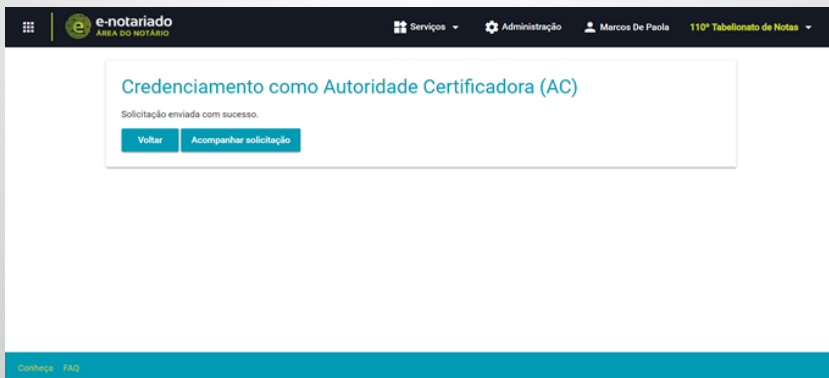 e-notariado
ÁREA DO NOTÁRIO
Serviços
Administração
Marcos De Paola
110º Tabelionato de Notas
Credenciamento como Autoridade Certificadora (AC)
Solicitação enviada com sucesso.
Voltar
Acompanhar solicitação
Conheça FAQ